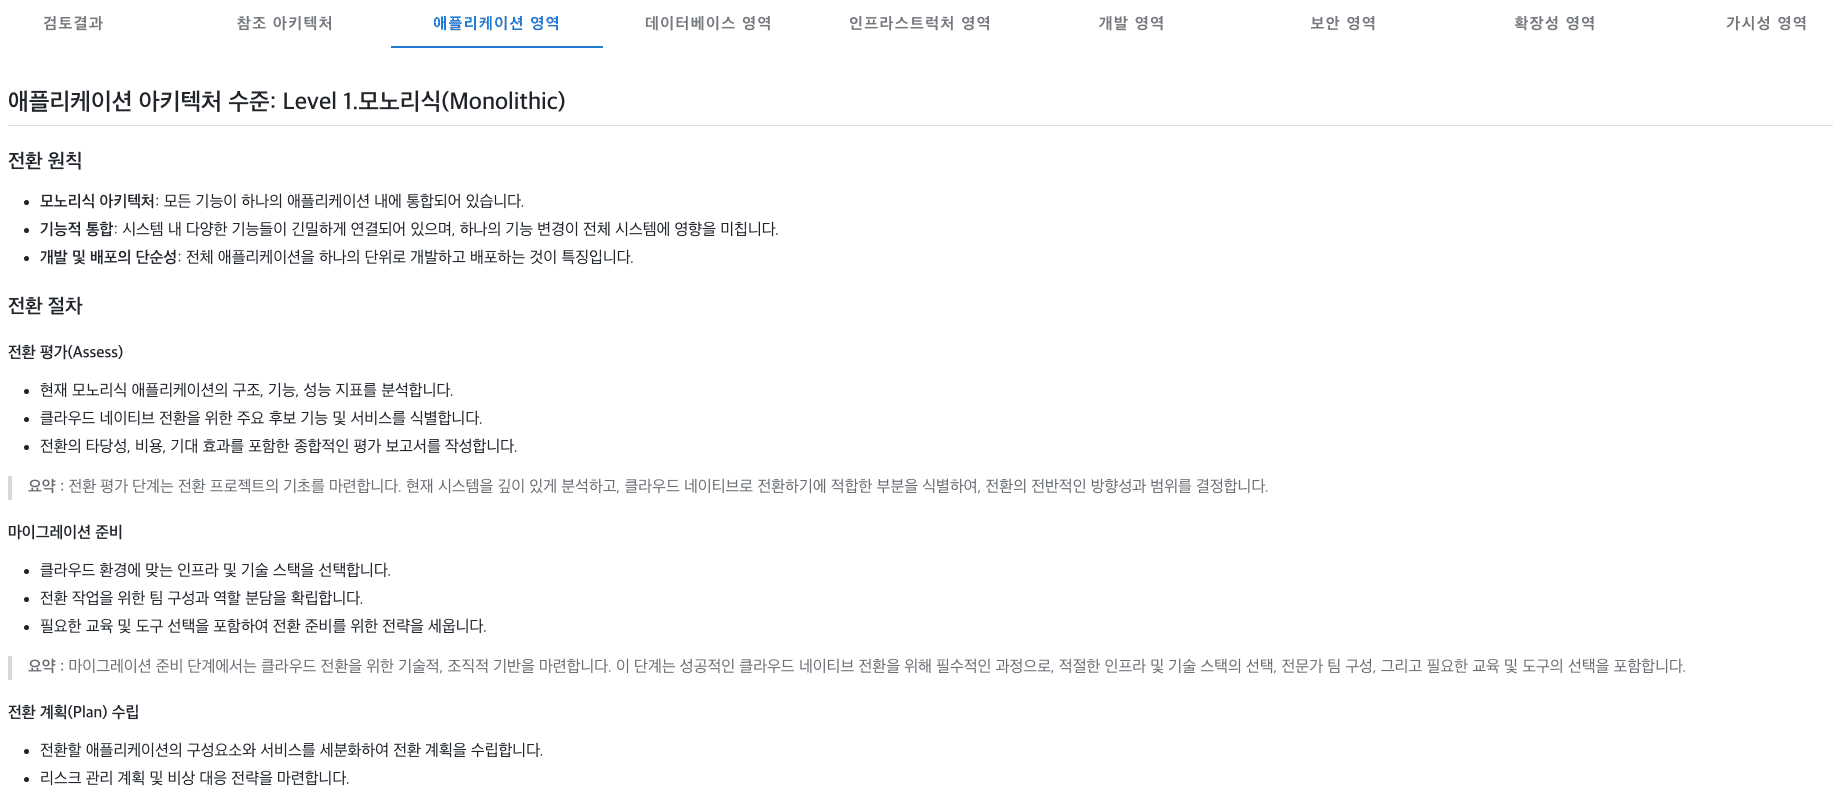 검토결과 참조 아키텍처 애플리케이션 영역 데이터베이스 영역 인프라스트럭처 영역 개발 영역 보안 영역 확장성 영역 가시성 영역
애플리케이션 아키텍처 수준: Level 1.모노리식(Monolithic)
전환 원칙
모노리식 아키텍처: 모든 기능이 하나의 애플리케이션 내에 통합되어 있습니다.
기능적 통합: 시스템 내 다양한 기능들이 긴밀하게 연결되어 있으며, 하나의 기능 변경이 전체 시스템에 영향을 미칩니다.
개발 및 배포의 단순성: 전체 애플리케이션을 하나의 단위로 개발하고 배포하는 것이 특징입니다.
전환 절차
전환 평가(Assess)
현재 모노리식 애플리케이션의 구조, 기능, 성능 지표를 분석합니다.
클라우드 네이티브 전환을 위한 주요 후보 기능 및 서비스를 식별합니다.
전환의 타당성, 비용, 기대 효과를 포함한 종합적인 평가 보고서를 작성합니다.
요약 : 전환 평가 단계는 전환 프로젝트의 기초를 마련합니다. 현재 시스템을 깊이 있게 분석하고, 클라우드 네이티브로 전환하기에 적합한 부분을 식별하여, 전환의 전반적인 방향성과 범위를 결정합니다.
마이그레이션 준비
클라우드 환경에 맞는 인프라 및 기술 스택을 선택합니다.
전환 작업을 위한 팀 구성과 역할 분담을 확립합니다.
필요한 교육 및 도구 선택을 포함하여 전환 준비를 위한 전략을 세웁니다.
요약 : 마이그레이션 준비 단계에서는 클라우드 전환을 위한 기술적, 조직적 기반을 마련합니다. 이 단계는 성공적인 클라우드 네이티브 전환을 위해 필수적인 과정으로, 적절한 인프라 및 기술 스택의 선택, 전문가 팀 구성, 그리고 필요한 교육 및 도구의 선택을 포함합니다.
전환 계획(Plan) 수립
전환할 애플리케이션의 구성요소와 서비스를 세분화하여 전환 계획을 수립합니다.
리스크 관리 계획 및 비상 대응 전략을 마련합니다.